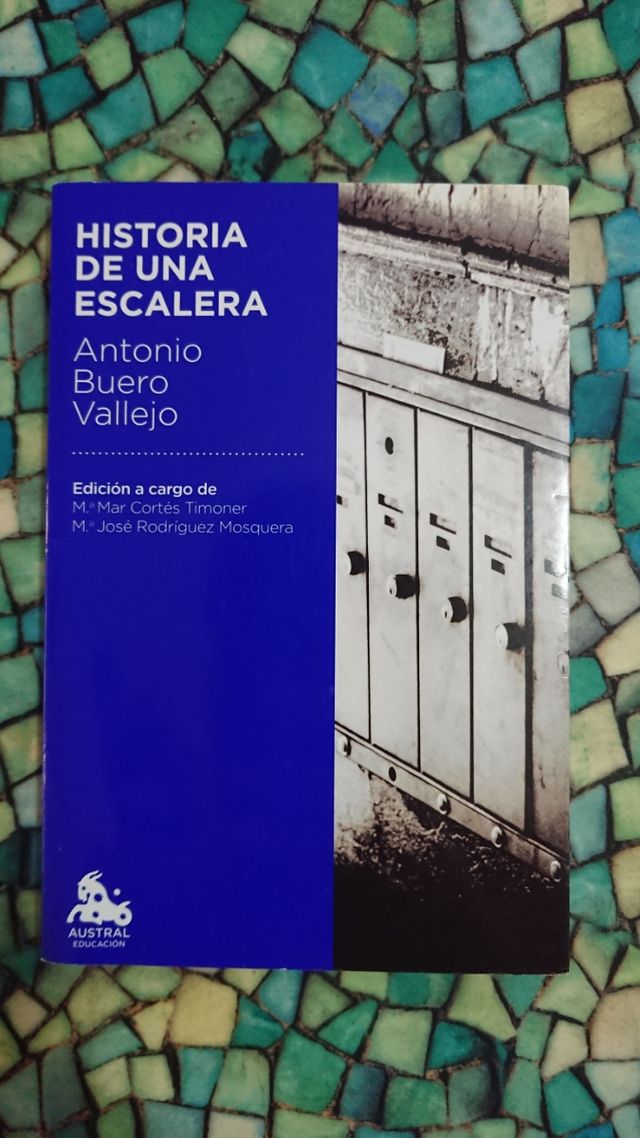 HISTORIA
DE UNA
ESCALERA
Antonio
Buero
Vallejo
Edición a cargo de
M.ª Mar Cortés Timoner
M.ª José Rodríguez Mosquera
AUSTRAL
EDUCACIÓN